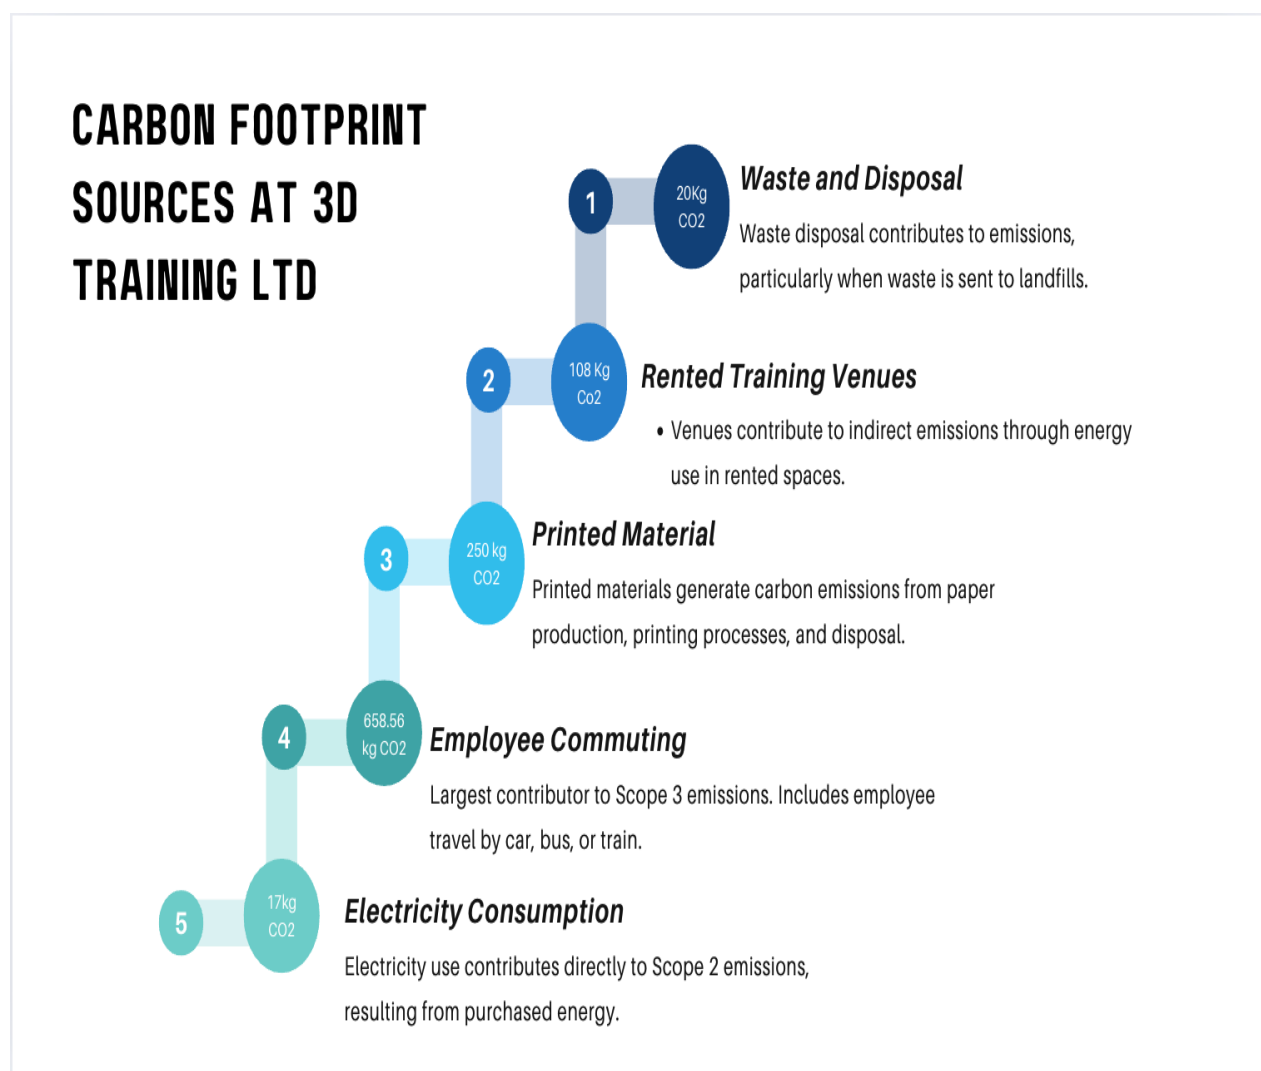 CARBON FOOTPRINT
SOURCES AT 3D
TRAINING LTD
1
20Kg
CO2
Waste and Disposal
Waste disposal contributes to emissions,
particularly when waste is sent to landfills.
2
108 Kg
Co2
Rented Training Venues
• Venues contribute to indirect emissions through energy
use in rented spaces.
3
250 kg
CO2
Printed Material
Printed materials generate carbon emissions from paper
production, printing processes, and disposal.
4
658.56
kg CO2
Employee Commuting
Largest contributor to Scope 3 emissions. Includes employee
travel by car, bus, or train.
5
17kg
CO2
Electricity Consumption
Electricity use contributes directly to Scope 2 emissions,
resulting from purchased energy.